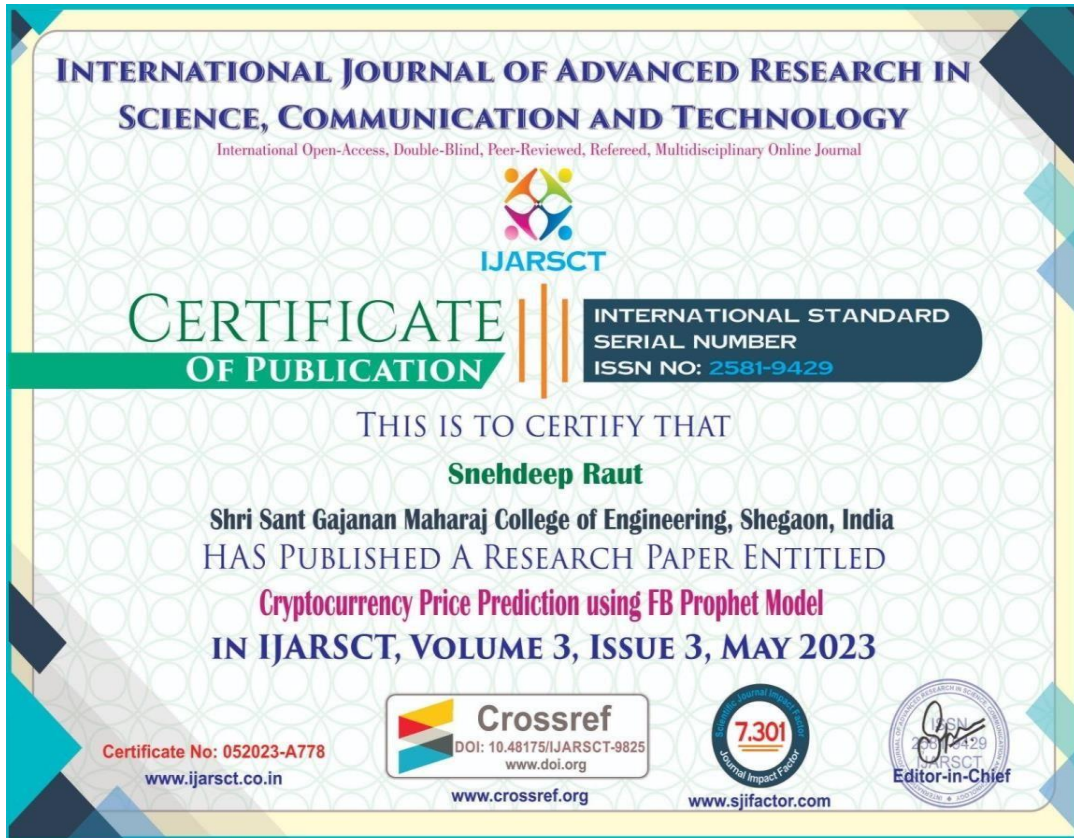 INTERNATIONAL JOURNAL OF ADVANCED RESEARCH IN
SCIENCE, COMMUNICATION AND TECHNOLOGY
International Open-Access, Double-Blind, Peer-Reviewed, Refereed, Multidisciplinary Online Journal
IJARSCT
CERTIFICATE
OF PUBLICATION
INTERNATIONAL STANDARD
SERIAL NUMBER
ISSN NO: 2581-9429
THIS IS TO CERTIFY THAT
Snehdeep Raut
Shri Sant Gajanan Maharaj College of Engineering, Shegaon, India
HAS PUBLISHED A RESEARCH PAPER ENTITLED
Cryptocurrency Price Prediction using FB Prophet Model
IN IJARSCT, VOLUME 3, ISSUE 3, MAY 2023
Certificate No: 052023-A778
www.ijarsct.co.in
Crossref
DOI: 10.48175/IJARSCT-9825
www.doi.org
www.crossref.org
Scientific Journal Impact Factor
7.301
Journal Impact Factor
www.sjifactor.com
ISSN
IJARSCT
Editor-in-Chief